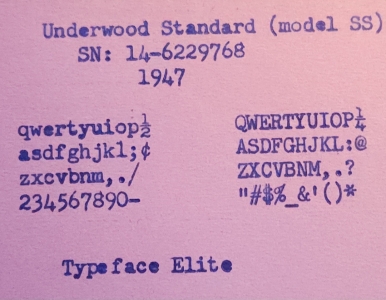 Underwood Standard (model SS)
SN: 14-6229768
1947
qwertyuiop½
asdfghjkl;¢
zxcvbnm,./
234567890-
QWERTYUIOP¼
ASDFGHJKL:@
ZXCVBNM,.?
"#$%_&'()*
Typeface Elite